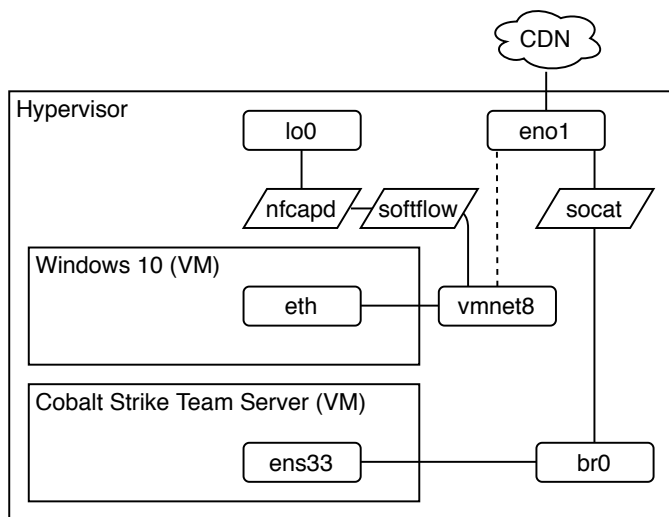 CDN
Hypervisor
lo0
eno1
nfcapd
softflow
socat
Windows 10 (VM)
eth
vmnet8
Cobalt Strike Team Server (VM)
ens33
br0